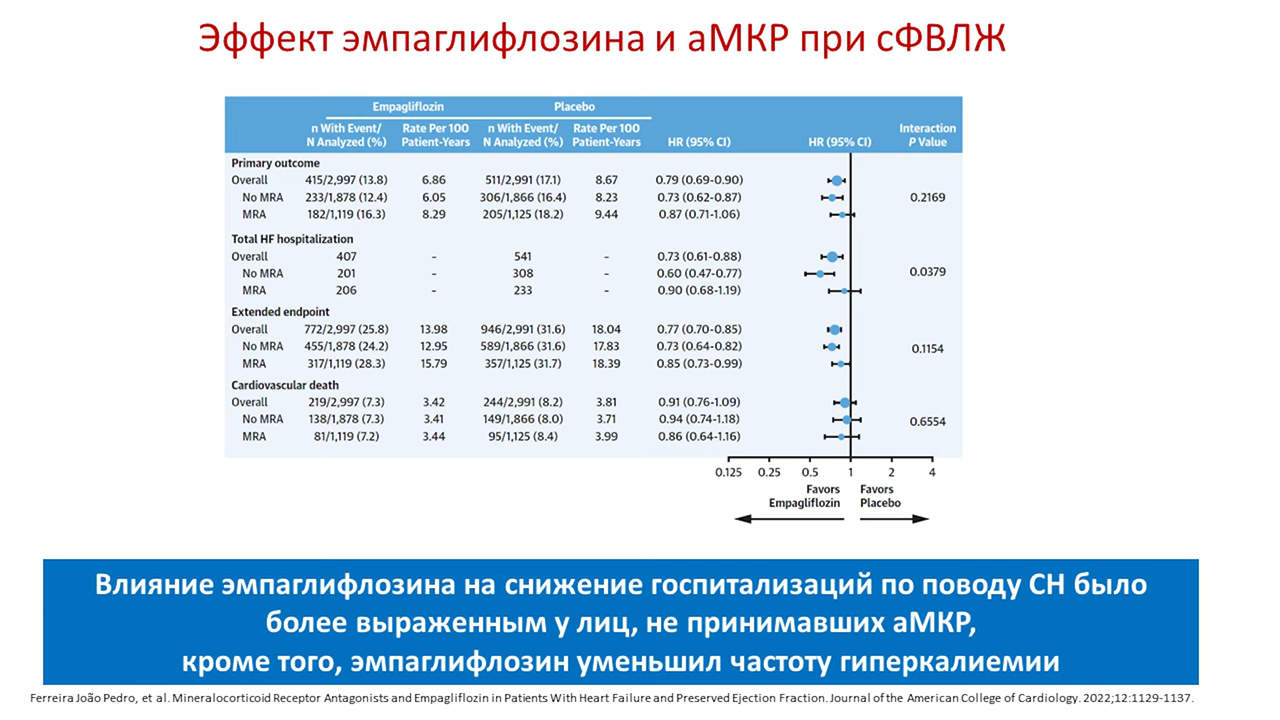 Эффект эмпаглифлозина и аМКР при сФВЛЖ
Empagliflozin Placebo
n With Event/ Rate Per 100 n With Event/ Rate Per 100 Interaction
N Analyzed (%) Patient-Years N Analyzed (%) Patient-Years HR (95% CI) HR (95% CI) P Value
Primary outcome
Overall 415/2,997 (13.8) 6.86 511/2,991 (17.1) 8.67 0.79 (0.69-0.90)
No MRA 233/1,878 (12.4) 6.05 306/1,866 (16.4) 8.23 0.73 (0.62-0.87) 0.2169
MRA 182/1,119 (16.3) 8.29 205/1,125 (18.2) 9.44 0.87 (0.71-1.06)
Total HF hospitalization
Overall 407 - 541 - 0.73 (0.61-0.88)
No MRA 201 - 308 - 0.60 (0.47-0.77) 0.0379
MRA 206 - 233 - 0.90 (0.68-1.19)
Extended endpoint
Overall 772/2,997 (25.8) 13.98 946/2,991 (31.6) 18.04 0.77 (0.70-0.85)
No MRA 455/1,878 (24.2) 12.95 589/1,866 (31.6) 17.83 0.73 (0.64-0.82) 0.1154
MRA 317/1,119 (28.3) 15.79 357/1,125 (31.7) 18.39 0.85 (0.73-0.99)
Cardiovascular death
Overall 219/2,997 (7.3) 3.42 244/2,991 (8.2) 3.81 0.91 (0.76-1.09)
No MRA 138/1,878 (7.3) 3.41 149/1,866 (8.0) 3.71 0.94 (0.74-1.18) 0.6554
MRA 81/1,119 (7.2) 3.44 95/1,125 (8.4) 3.99 0.86 (0.64-1.16)
0.125 0.25 0.5 1 2 4
Favors Favors
Empagliflozin Placebo
Влияние эмпаглифлозина на снижение госпитализаций по поводу СН было
более выраженным у лиц, не принимавших аМКР,
кроме того, эмпаглифлозин уменьшил частоту гиперкалиемии
Ferreira João Pedro, et al. Mineralocorticoid Receptor Antagonists and Empagliflozin in Patients With Heart Failure and Preserved Ejection Fraction. Journal of the American College of Cardiology. 2022;12:1129-1137.